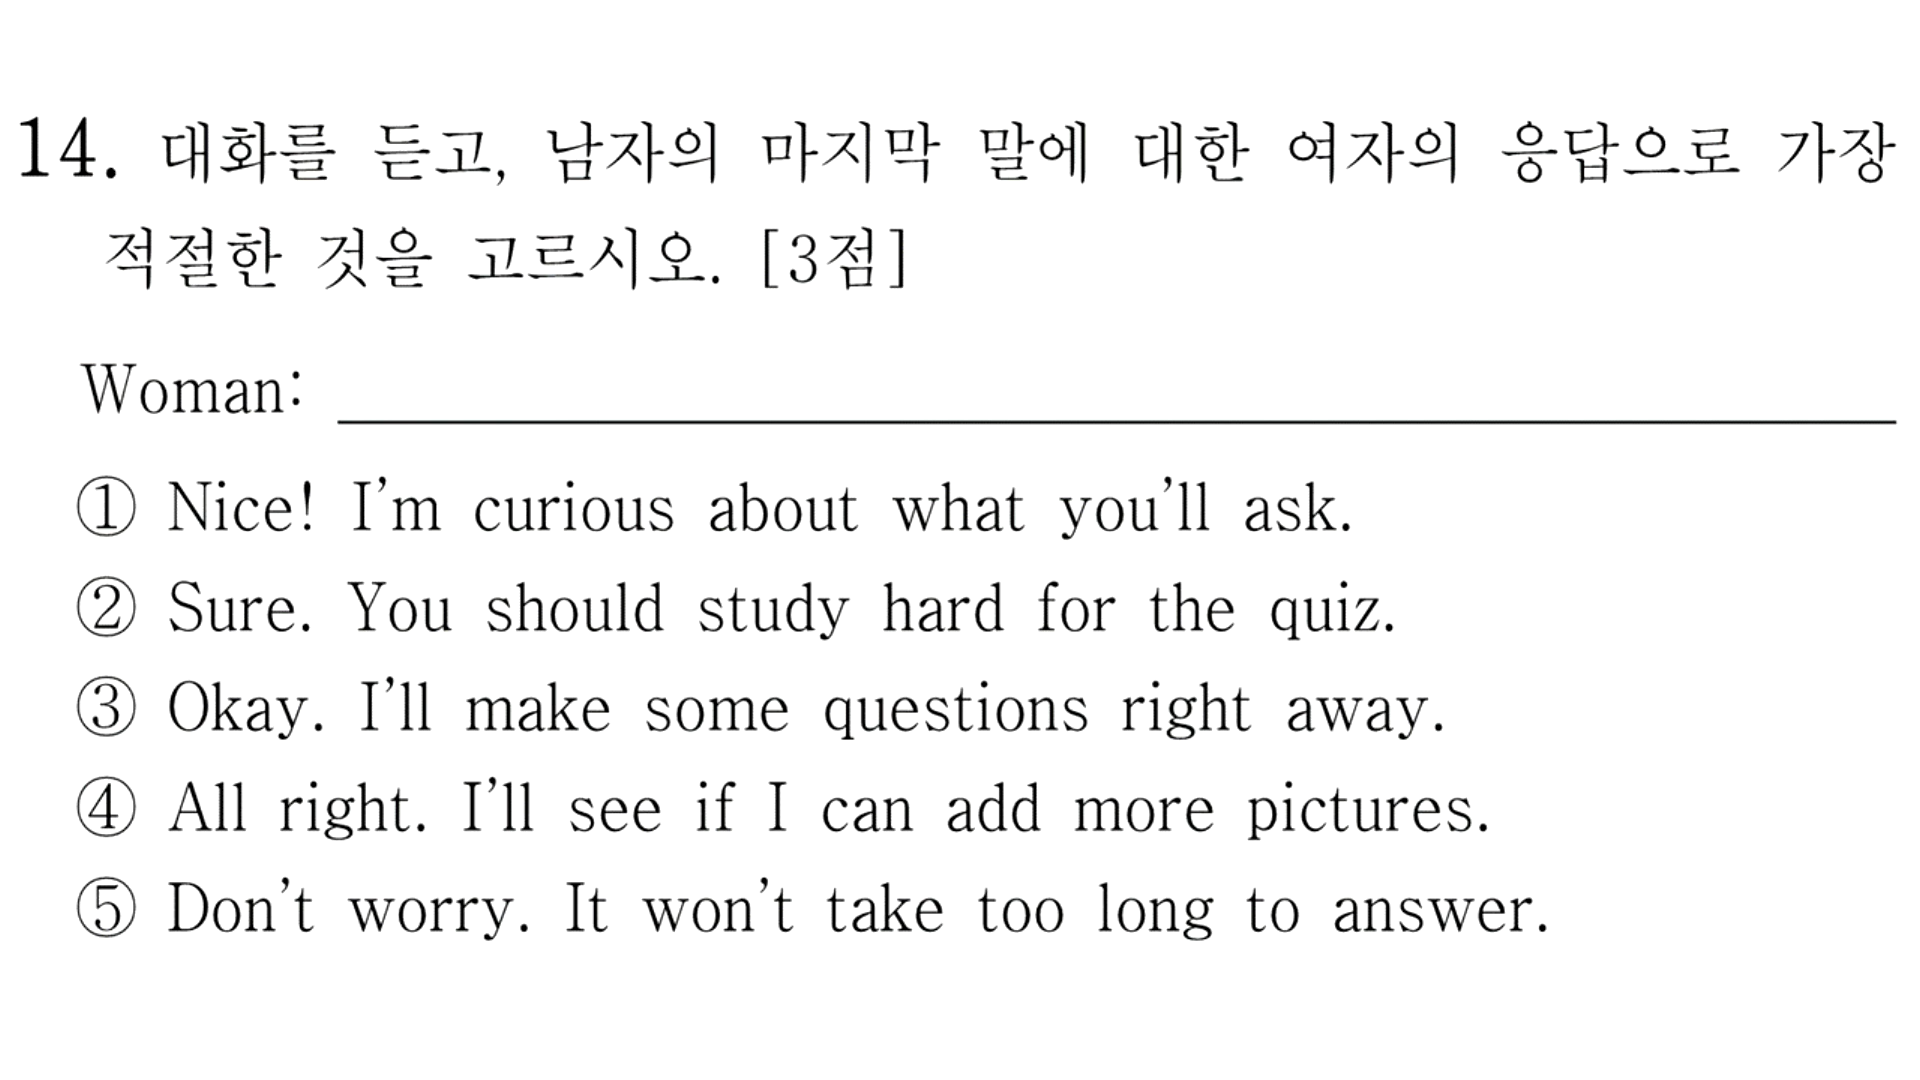 14. 대화를 듣고, 남자의 마지막 말에 대한 여자의 응답으로 가장
적절한 것을 고르시오. [3점]
Woman:
① Nice! I'm curious about what you'll ask.
② Sure. You should study hard for the quiz.
③ Okay. I'll make some questions right away.
④ All right. I'll see if I can add more pictures.
⑤ Don't worry. It won't take too long to answer.